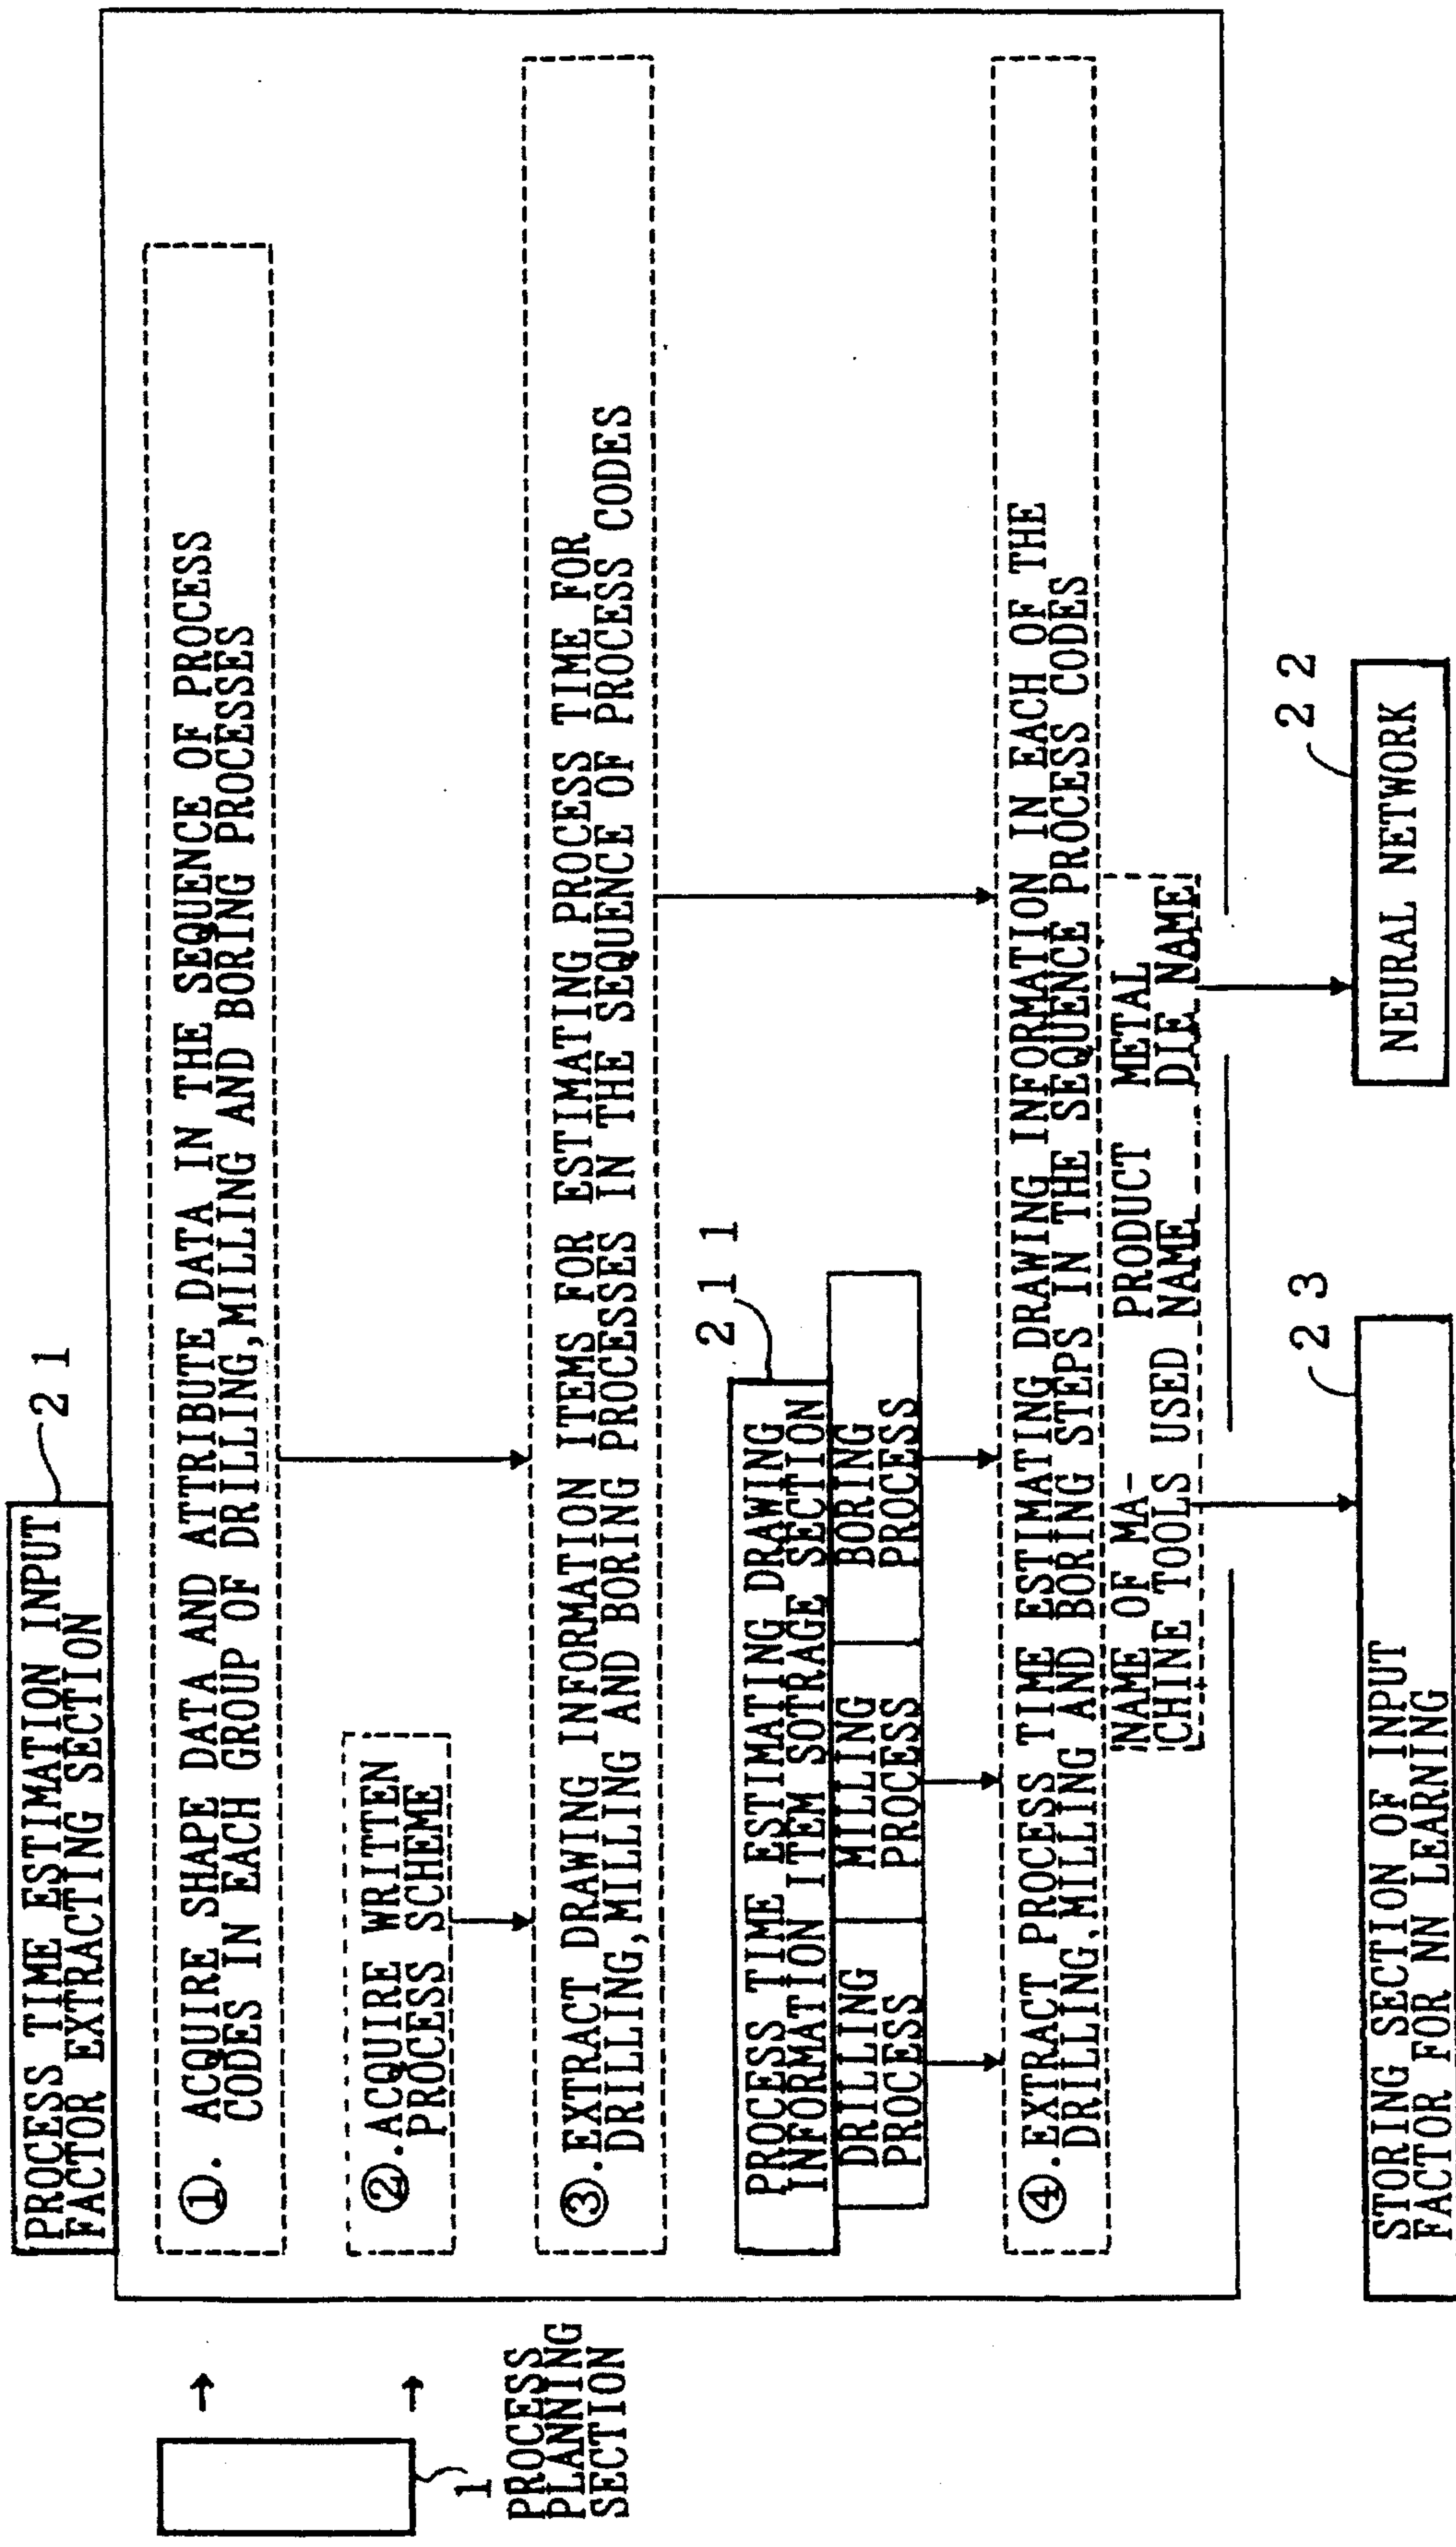 PROCESS TIME ESTIMATION INPUT
FACTOR EXTRACTING SECTION
21
①. ACQUIRE SHAPE DATA AND ATTRIBUTE DATA IN THE SEQUENCE OF PROCESS
CODES IN EACH GROUP OF DRILLING,MILLING AND BORING PROCESSES
②.ACQUIRE WRITTEN
PROCESS SCHEME
③.EXTRACT DRAWING INFORMATION ITEMS FOR ESTIMATING PROCESS TIME FOR
DRILLING,MILLING AND BORING PROCESSES IN THE SEQUENCE OF PROCESS CODES
211
PROCESS TIME ESTIMATING DRAWING
INFORMATION ITEM SOTRAGE SECTION
DRILLING
PROCESS
MILLING
PROCESS
BORING
PROCESS
④.EXTRACT PROCESS TIME ESTIMATING DRAWING INFORMATION IN EACH OF THE
DRILLING,MILLING AND BORING STEPS IN THE SEQUENCE PROCESS CODES
NAME OF MA-
CHINE TOOLS USED
PRODUCT
NAME
METAL
DIE NAME
1
PROCESS
PLANNING
SECTION
23
STORING SECTION OF INPUT
FACTOR FOR NN LEARNING
22
NEURAL NETWORK